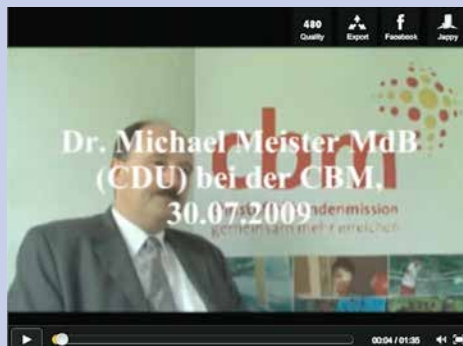 480
Quality Export Facebook Jappy
Dr. Michael Meister MdB
(CDU) bei der CBM,
30.07.2009
cbm
gemeinsam mehr erreichen
00:04 / 01:35